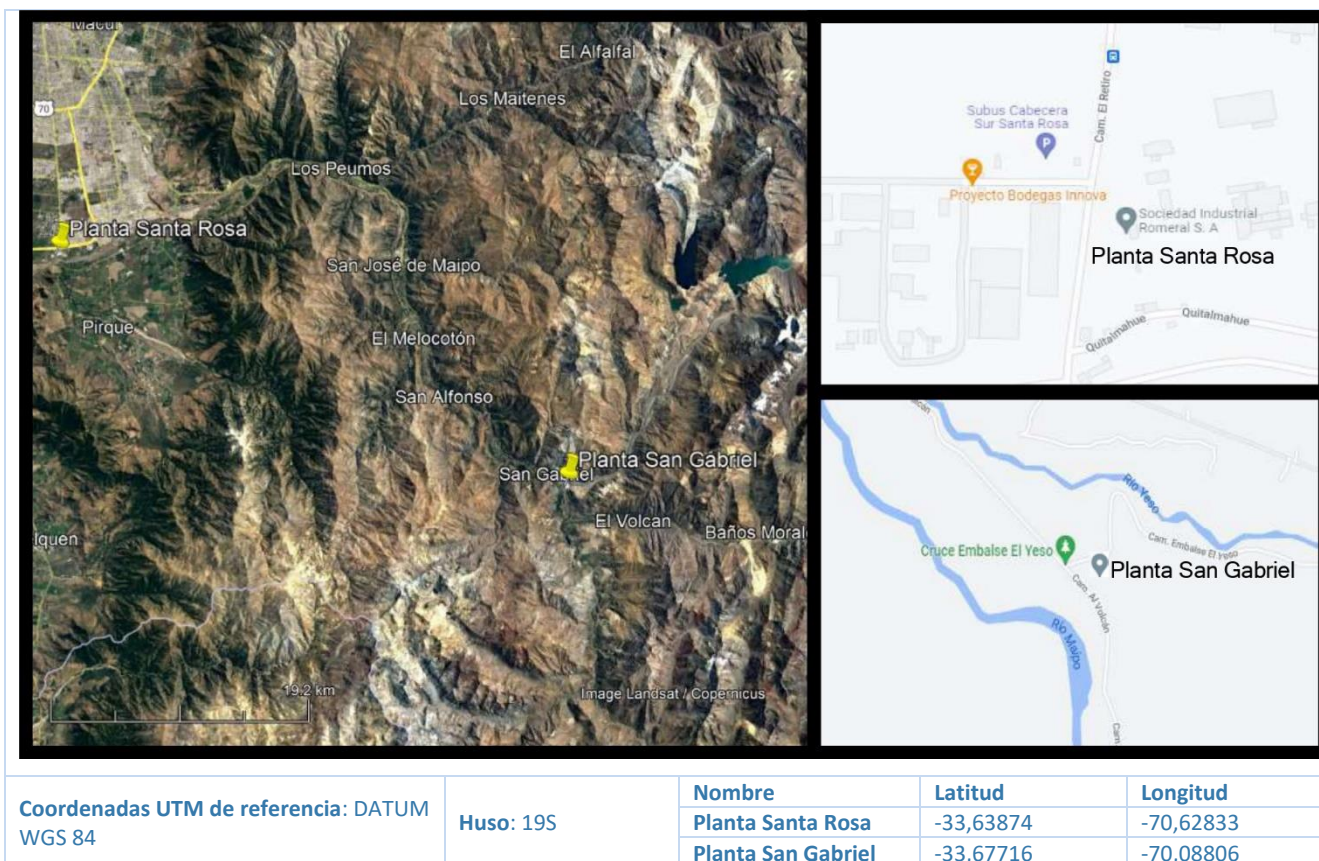 Macul
El Alfalfal
Los Maitenes
70
Los Peumos
Planta Santa Rosa
San José de Maipo
Pirque
El Melocotón
San Alfonso
San Gabriel
Planta San Gabriel
El Volcan
Baños Moral
lquen
19.2 km
Image Landsat / Copernicus
Cam. El Retiro
Subus Cabecera
Sur Santa Rosa
P
Proyecto Bodegas Innova
Sociedad Industrial
Romeral S. A
Planta Santa Rosa
Quitalmahue
Quitalmahue
Río Yeso
Cam. Embalse El Yeso
Cruce Embalse El Yeso
Planta San Gabriel
Cam. Al Volcán
Río Maipo
Cam.
Coordenadas UTM de referencia: DATUM
WGS 84
Huso: 19S
Nombre Latitud Longitud
Planta Santa Rosa -33,63874 -70,62833
Planta San Gabriel -33,67716 -70,08806